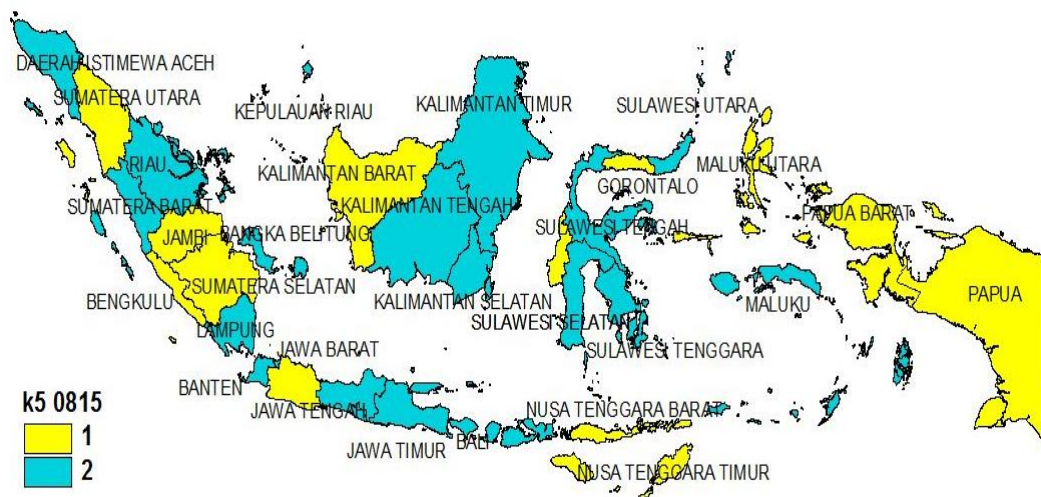 DAERAH ISTIMEWA ACEH
SUMATERA UTARA
KEPULAUAN RIAU
KALIMANTAN TIMUR
SULAWESI UTARA
RIAU
KALIMANTAN BARAT
GORONTALO
MALUKU UTARA
SUMATERA BARAT
KALIMANTAN TENGAH
PAPUA BARAT
JAMBI
BANGKA BELITUNG
SULAWESI TENGAH
SUMATERA SELATAN
BENGKULU
KALIMANTAN SELATAN
MALUKU
PAPUA
LAMPUNG
SULAWESI SELATAN
JAWA BARAT
SULAWESI TENGGARA
BANTEN
JAWA TENGAH
NUSA TENGGARA BARAT
JAWA TIMUR
BALI
NUSA TENGGARA TIMUR
k5 0815
1
2